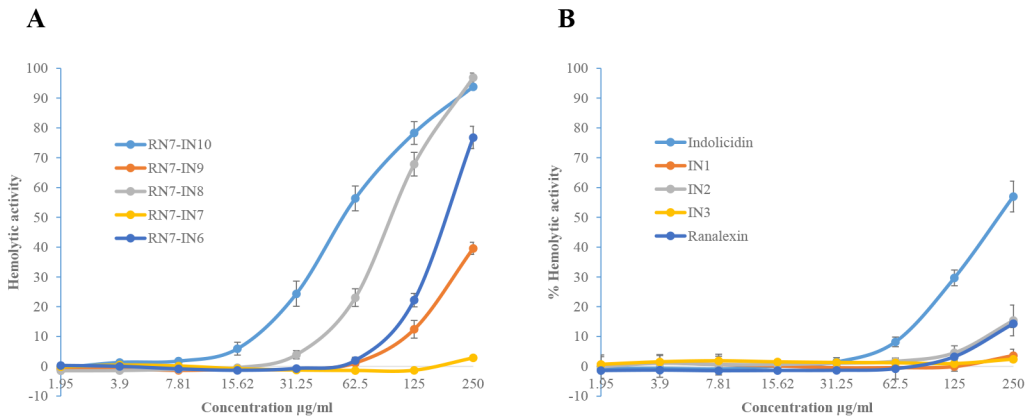 A
100
90
80
70
60
50
40
30
20
10
0
-10
Hemolytic activity
RN7-IN10
RN7-IN9
RN7-IN8
RN7-IN7
RN7-IN6
1.95 3.9 7.81 15.62 31.25 62.5 125 250
Concentration µg/ml
B
100
90
80
70
60
50
40
30
20
10
0
-10
% Hemolytic activity
Indolicidin
IN1
IN2
IN3
Ranalexin
1.95 3.9 7.81 15.62 31.25 62.5 125 250
Concentration µg/ml